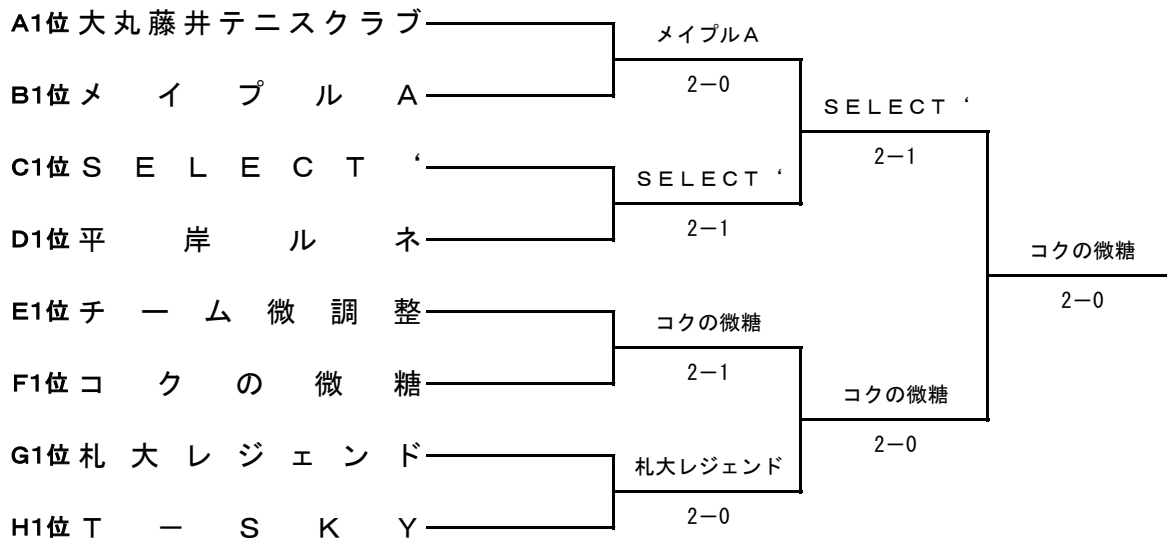 A1位 大丸藤井テニスクラブ
メイプルA
B1位 メイプルA
2-0
SELECT‘
C1位 SELECT‘
2-1
SELECT‘
D1位 平岸ルネ
2-1
コクの微糖
E1位 チーム微調整
2-0
コクの微糖
F1位 コクの微糖
2-1
コクの微糖
G1位 札大レジェンド
2-0
札大レジェンド
H1位 T-SKY
2-0